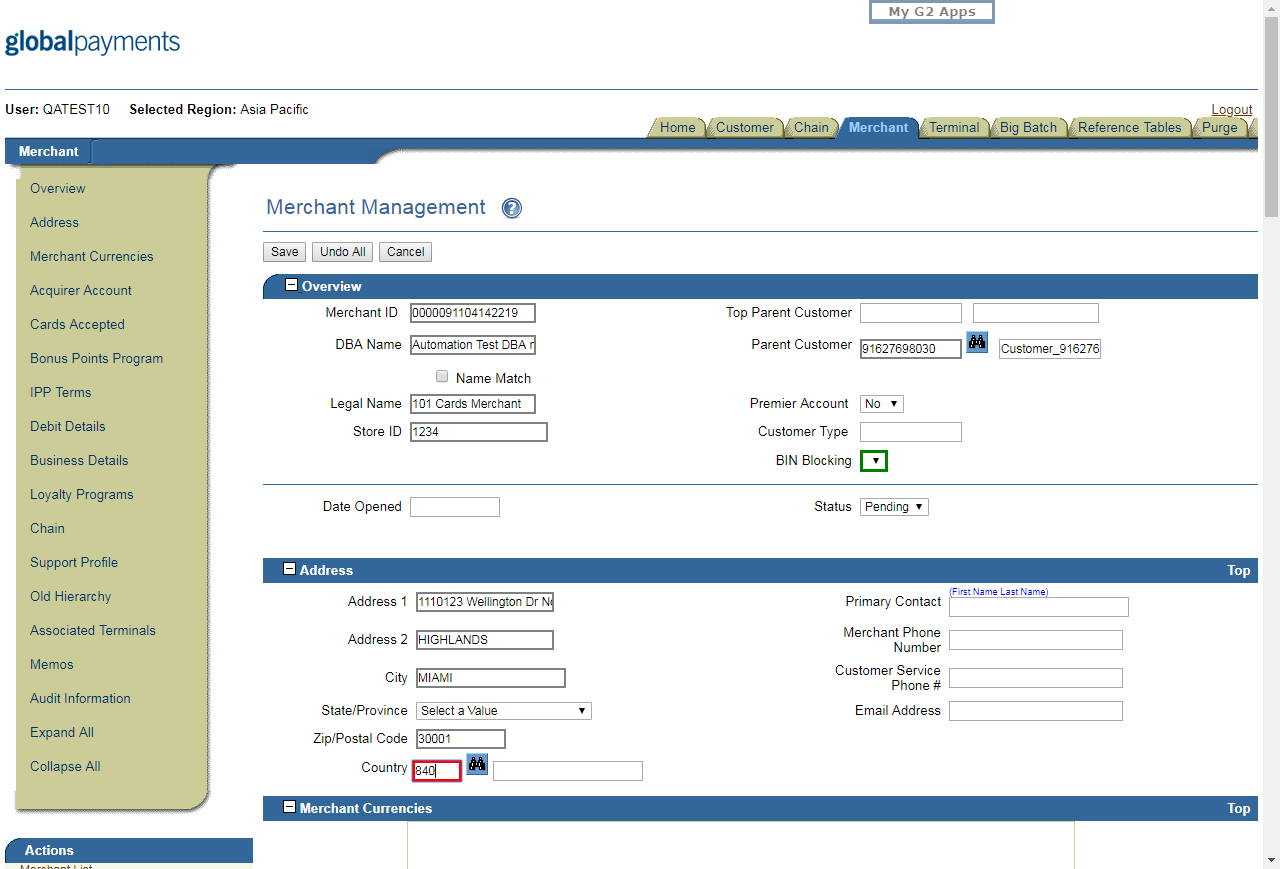 My G2 Apps
globalpayments
User: QATEST10 Selected Region: Asia Pacific
Logout
Home Customer Chain Merchant Terminal Big Batch Reference Tables Purge
Merchant
Overview
Address
Merchant Currencies
Acquirer Account
Cards Accepted
Bonus Points Program
IPP Terms
Debit Details
Business Details
Loyalty Programs
Chain
Support Profile
Old Hierarchy
Associated Terminals
Memos
Audit Information
Expand All
Collapse All
Actions
Merchant List
Merchant Management ?
Save Undo All Cancel
Overview
Merchant ID 0000091104142219 Top Parent Customer
DBA Name Automation Test DBA Parent Customer 91627698030 Customer_916276
Name Match
Legal Name 101 Cards Merchant Premier Account No
Store ID 1234 Customer Type
BIN Blocking
Date Opened Status Pending
Address Top
Address 1 1110123 Wellington Dr Primary Contact (First Name Last Name)
Address 2 HIGHLANDS Merchant Phone Number
City MIAMI Customer Service Phone #
State/Province Select a Value Email Address
Zip/Postal Code 30001
Country 840
Merchant Currencies Top